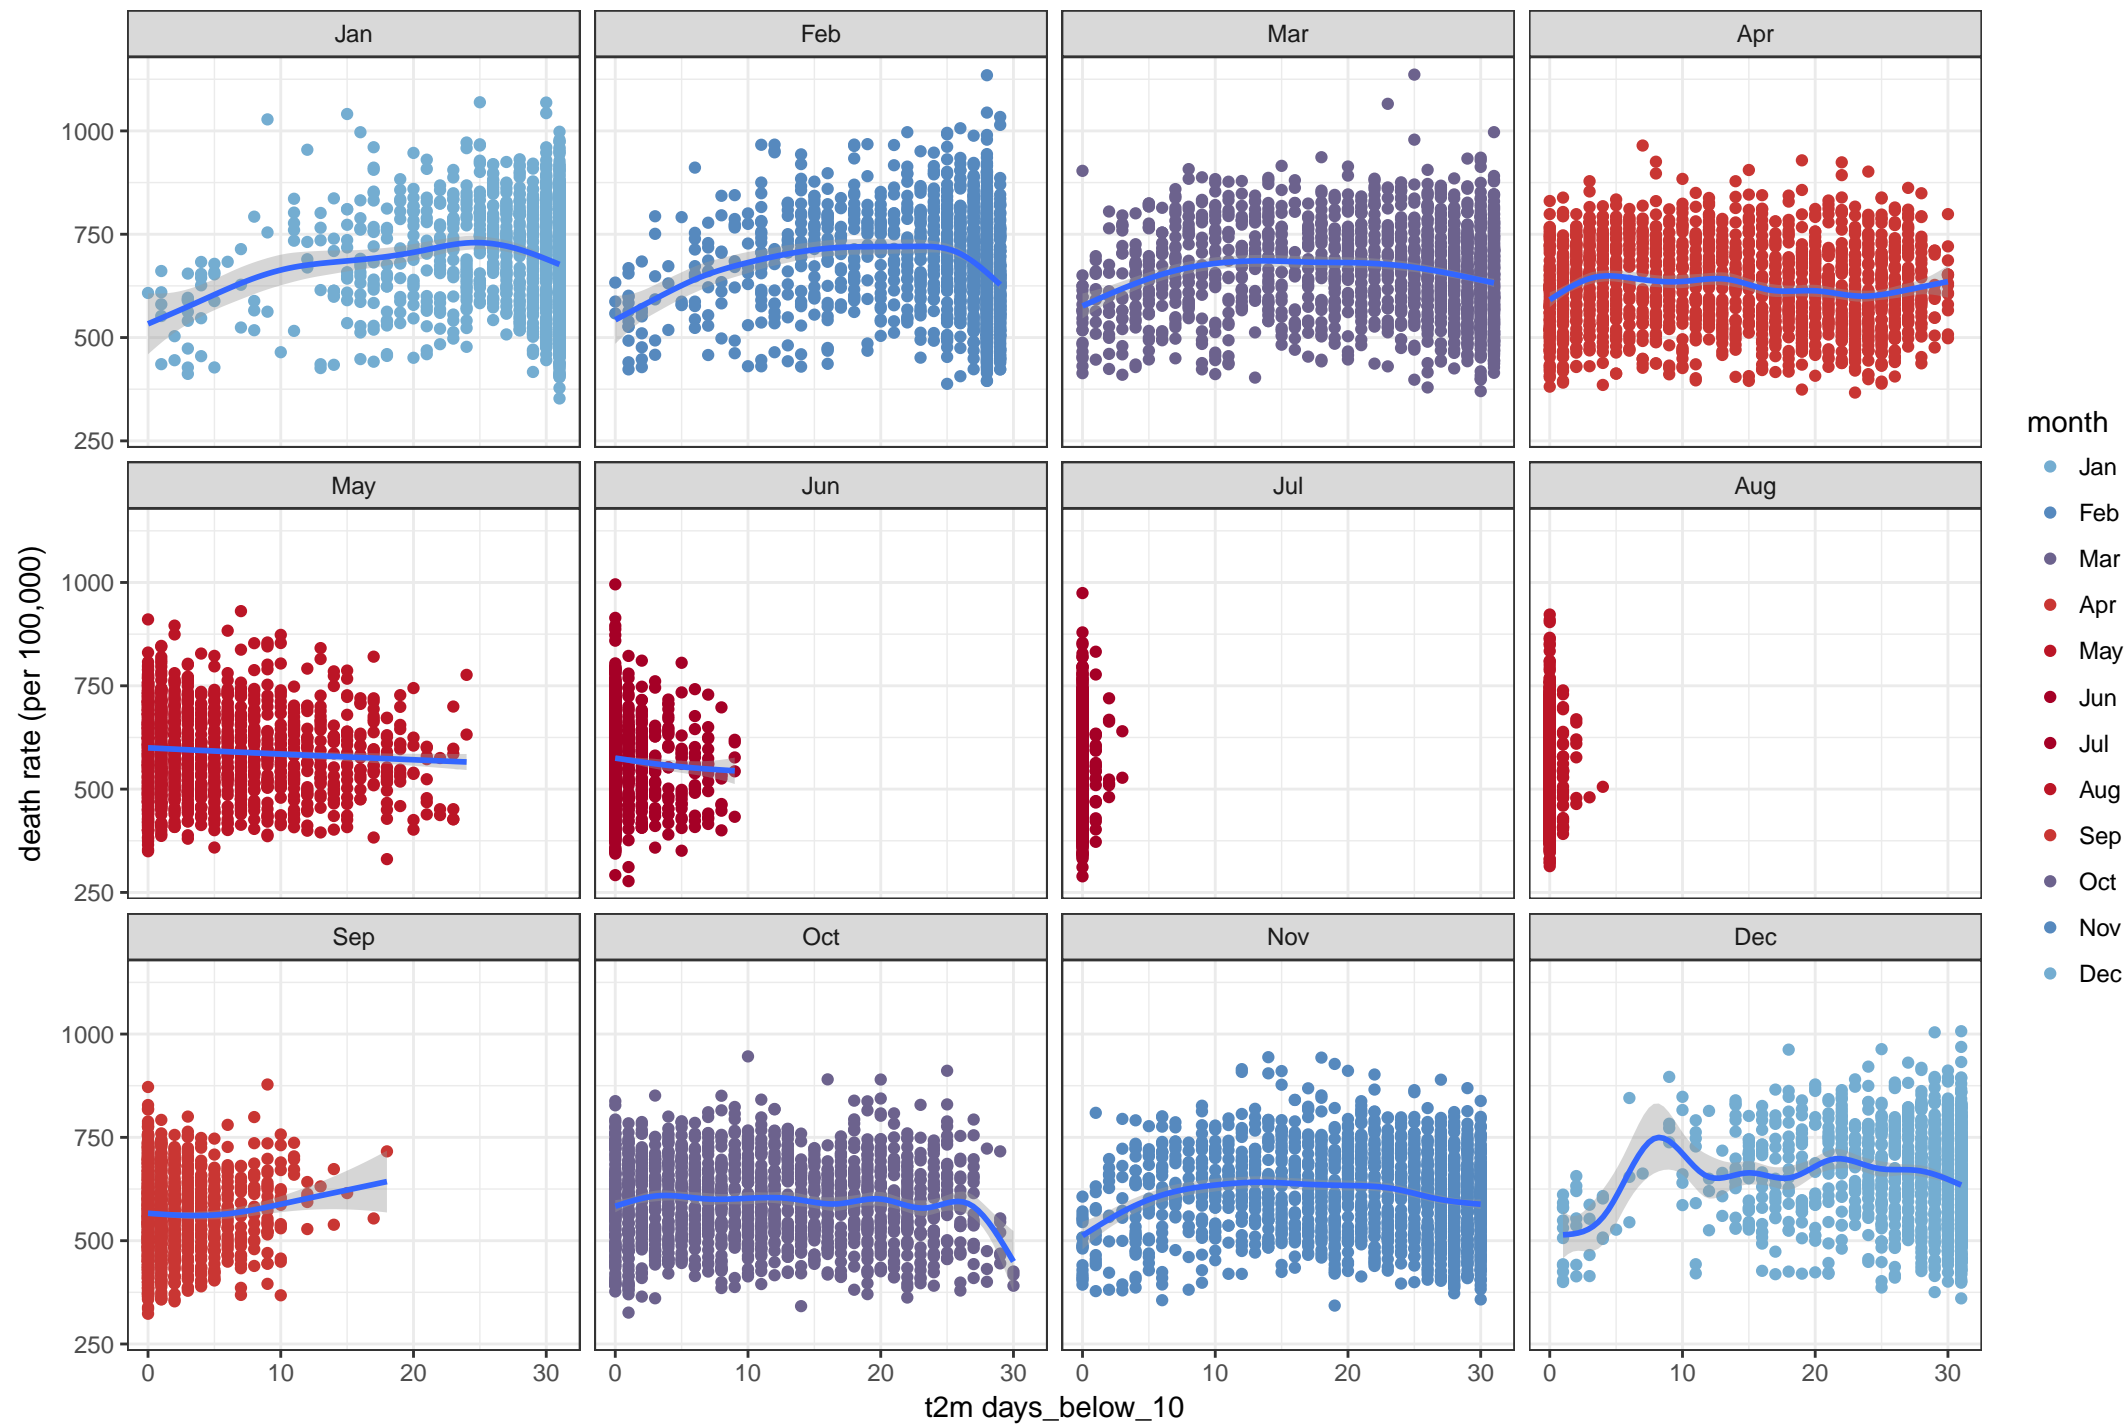 Jan Feb Mar Apr
1000
750
500
250
May Jun Jul Aug
1000
750
500
250
Sep Oct Nov Dec
1000
750
500
250
0 10 20 30 0 10 20 30 0 10 20 30 0 10 20 30
t2m days_below_10
death rate (per 100,000)
month
Jan
Feb
Mar
Apr
May
Jun
Jul
Aug
Sep
Oct
Nov
Dec